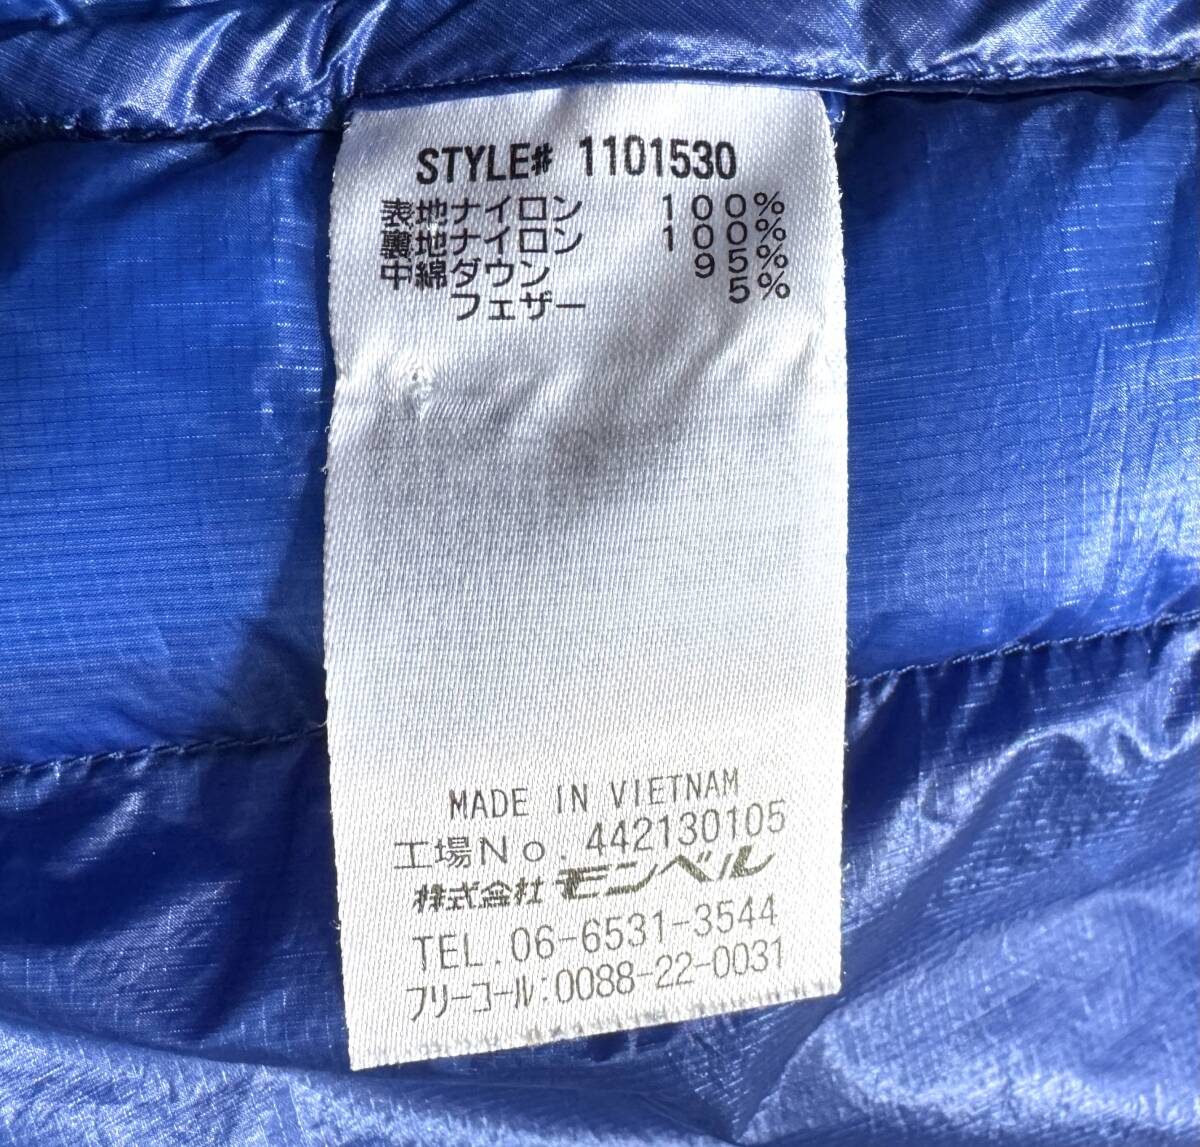 STYLE# 1101530
表地ナイロン 100%
裏地ナイロン 100%
中綿ダウン 95%
フェザー 5%
MADE IN VIETNAM
工場No. 442130105
株式会社 モンベル
TEL. 06-6531-3544
フリーコール:0088-22-0031